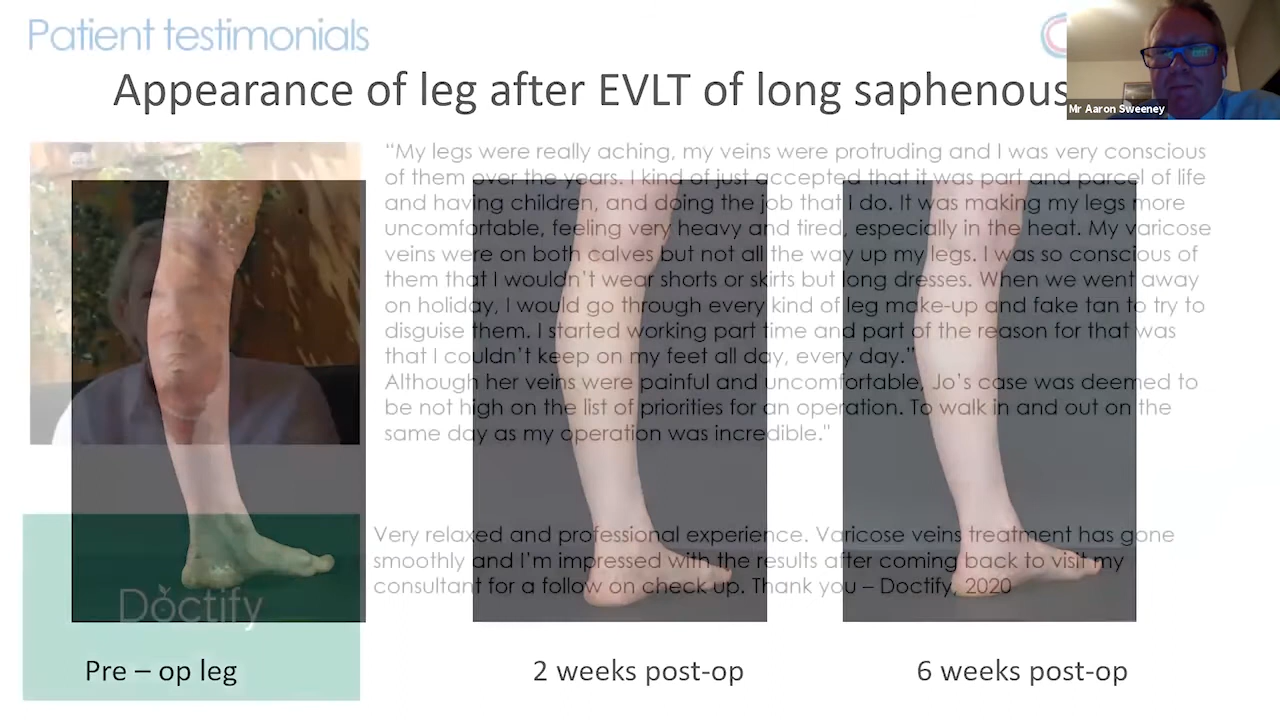 Patient testimonials
Appearance of leg after EVLT of long saphenous
Mr Aaron Sweeney
“My legs were really aching, my veins were protruding and I was very conscious
of them over the years. I kind of just accepted that it was part and parcel of life
and having children, and doing the job that I do. It was making my legs more
uncomfortable, feeling very heavy and tired, especially in the heat. My varicose
veins were on both calves but not all the way up my legs. I was so conscious of
them that I wouldn’t wear shorts or skirts but long dresses. When we went away
on holiday, I would go through every kind of leg make-up and fake tan to try to
disguise them. I started working part time and part of the reason for that was
that I couldn’t keep on my feet all day, every day.”
Although her veins were painful and uncomfortable, Jo’s case was deemed to
be not high on the list of priorities for an operation. To walk in and out on the
same day as my operation was incredible."
Very relaxed and professional experience. Varicose veins treatment has gone
smoothly and I’m impressed with the results after coming back to visit my
consultant for a follow on check up. Thank you – Doctify, 2020
Doctify
Pre – op leg
2 weeks post-op
6 weeks post-op